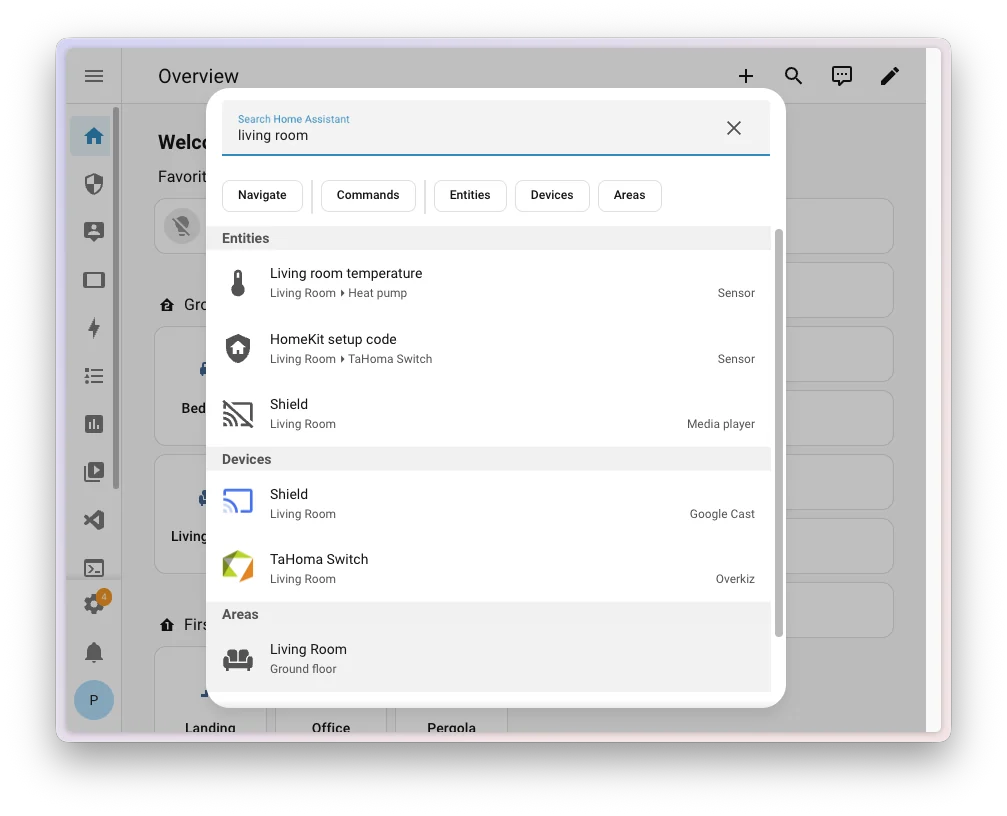 Overview
Search Home Assistant
living room
Navigate
Commands
Entities
Devices
Areas
Entities
Living room temperature
Living Room ▸ Heat pump
Sensor
HomeKit setup code
Living Room ▸ TaHoma Switch
Sensor
Shield
Living Room
Media player
Devices
Shield
Living Room
Google Cast
TaHoma Switch
Living Room
Overkiz
Areas
Living Room
Ground floor
Welc
Favorit
2 Gro
Bed
Living
1 Firs
Landing
Office
Pergola
4
P